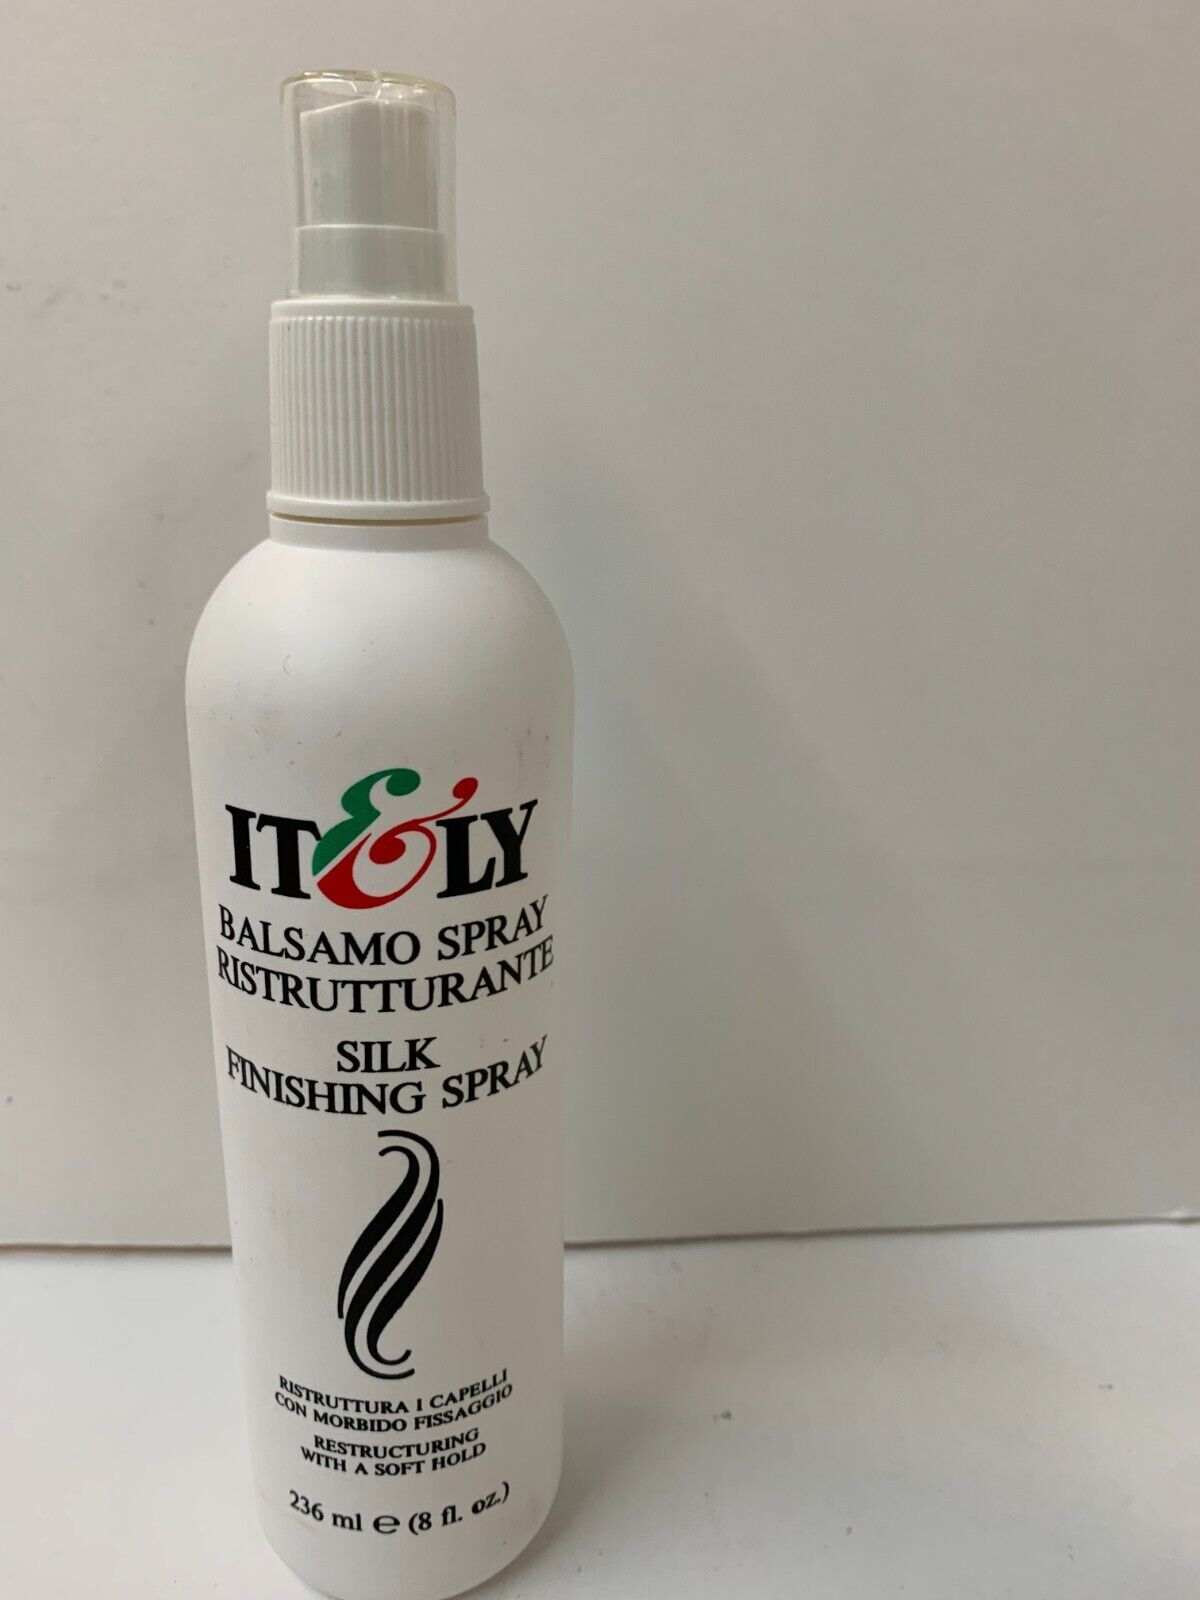 IT&LY
BALSAMO SPRAY
RISTRUTTURANTE
SILK
FINISHING SPRAY
RISTRUTTURA I CAPELLI
CON MORBIDO FISSAGGIO
RESTRUCTURING
WITH A SOFT HOLD
236 ml ℮ (8 fl. oz.)